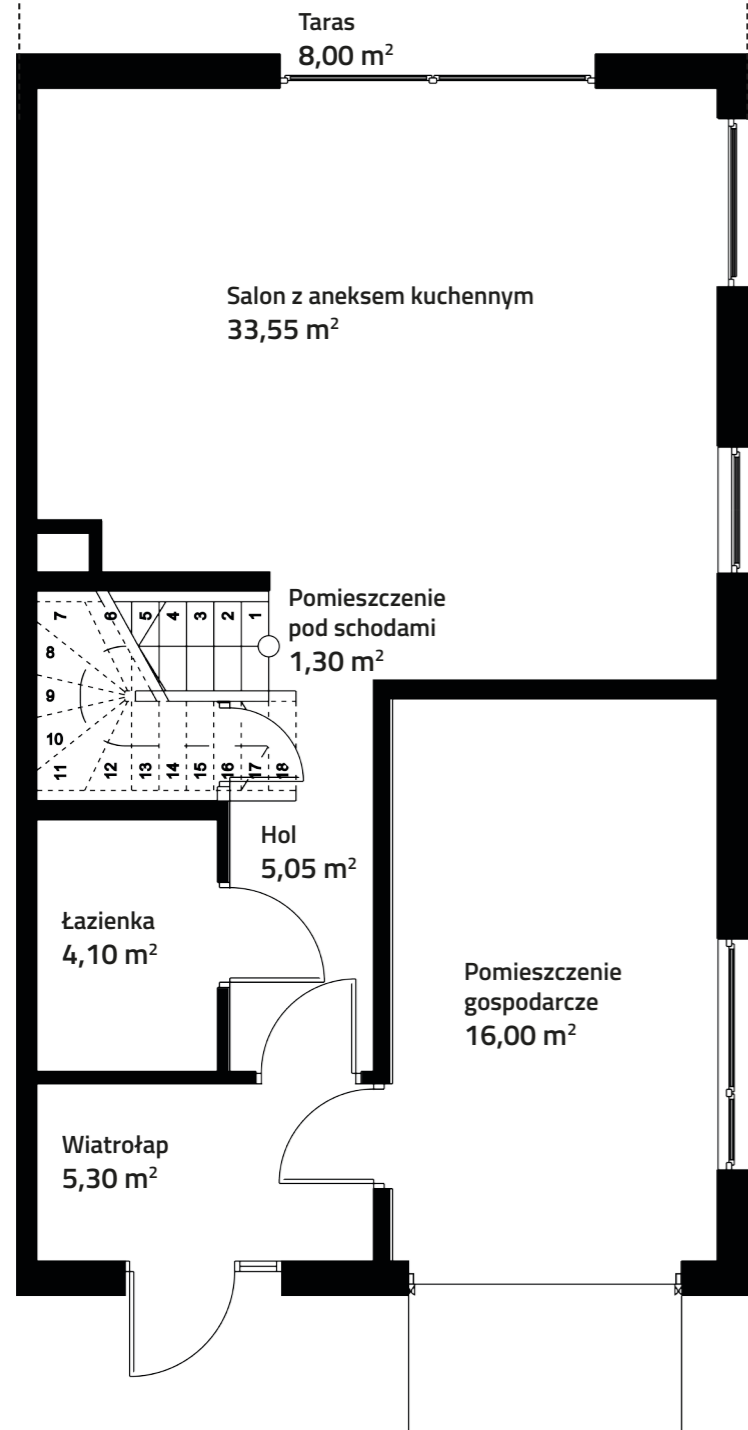 Taras
8,00 m²
Salon z aneksem kuchennym
33,55 m²
Pomieszczenie
pod schodami
1,30 m²
7
6
5
4
3
2
1
8
9
10
11
12
13
14
15
16
17
18
Hol
5,05 m²
Łazienka
4,10 m²
Pomieszczenie
gospodarcze
16,00 m²
Wiatrołap
5,30 m²